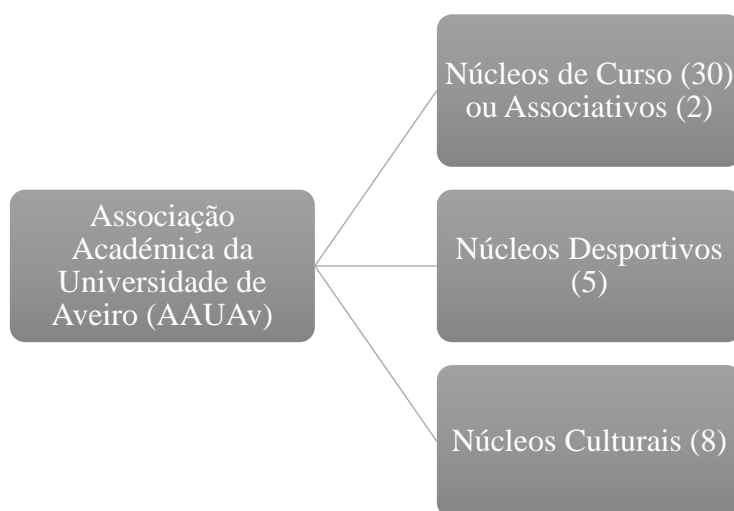 Associação
Académica da
Universidade de
Aveiro (AAUAv)
Núcleos de Curso (30)
ou Associativos (2)
Núcleos Desportivos
(5)
Núcleos Culturais (8)